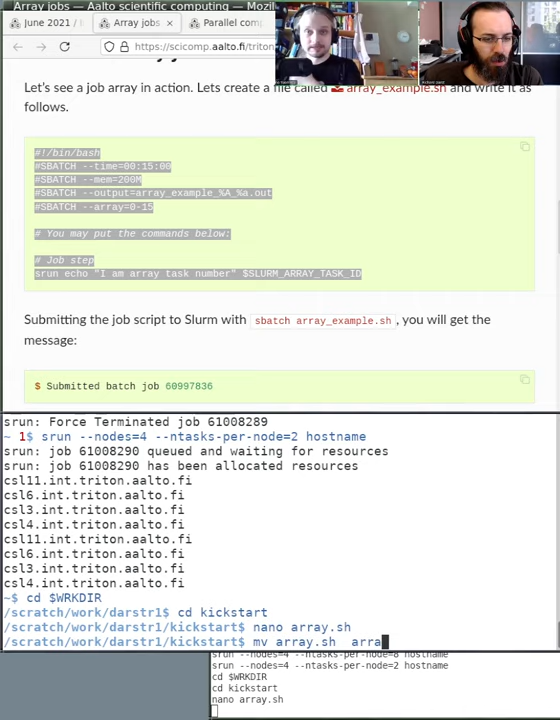 Array jobs — Aalto scientific computing — Mozil
June 2021 /
Array jobs
Parallel comp
https://scicomp.aalto.fi/triton
Let's see a job array in action. Lets create a file called array_example.sh and write it as
follows.
#!/bin/bash
#SBATCH --time=00:15:00
#SBATCH --mem=200M
#SBATCH --output=array_example_%A_%a.out
#SBATCH --array=0-15
# You may put the commands below:
# Job step
srun echo "I am array task number" $SLURM_ARRAY_TASK_ID
Submitting the job script to Slurm with sbatch array_example.sh, you will get the
message:
$ Submitted batch job 60997836
srun: Force Terminated job 61008289
~ 1$ srun --nodes=4 --ntasks-per-node=2 hostname
srun: job 61008290 queued and waiting for resources
srun: job 61008290 has been allocated resources
csl11.int.triton.aalto.fi
csl6.int.triton.aalto.fi
csl3.int.triton.aalto.fi
csl4.int.triton.aalto.fi
csl11.int.triton.aalto.fi
csl6.int.triton.aalto.fi
csl3.int.triton.aalto.fi
csl4.int.triton.aalto.fi
~$ cd $WRKDIR
/scratch/work/darstr1$ cd kickstart
/scratch/work/darstr1/kickstart$ nano array.sh
/scratch/work/darstr1/kickstart$ mv array.sh  arra
srun --nodes=4 --ntasks-per-node=8 hostname
srun --nodes=4 --ntasks-per-node=2 hostname
cd $WRKDIR
cd kickstart
nano array.sh